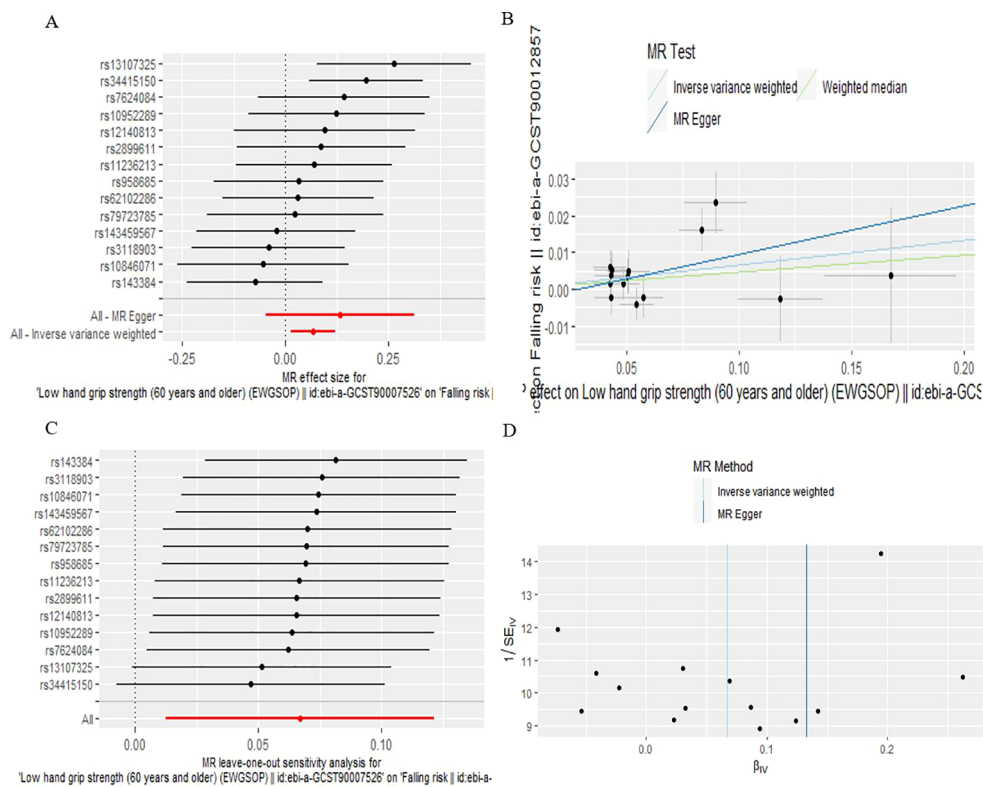 A
rs13107325
rs34415150
rs7624084
rs10952289
rs12140813
rs2899611
rs11236213
rs958685
rs62102286
rs79723785
rs143459567
rs3118903
rs10846071
rs143384
All - MR Egger
All - Inverse variance weighted
-0.25
0.00
0.25
MR effect size for
'Low hand grip strength (60 years and older) (EWGSOP) || id:ebi-a-GCST90007526' on 'Falling risk |
B
MR Test
Inverse variance weighted
Weighted median
MR Egger
Falling risk || id:ebi-a-GCST90012857
0.03
0.02
0.01
0.00
-0.01
0.05
0.10
0.15
0.20
effect on Low hand grip strength (60 years and older) (EWGSOP) || id:ebi-a-GCS
C
rs143384
rs3118903
rs10846071
rs143459567
rs62102286
rs79723785
rs958685
rs11236213
rs2899611
rs12140813
rs10952289
rs7624084
rs13107325
rs34415150
All
0.00
0.05
0.10
MR leave-one-out sensitivity analysis for
'Low hand grip strength (60 years and older) (EWGSOP) || id:ebi-a-GCST90007526' on 'Falling risk || id:ebi-a-
D
MR Method
Inverse variance weighted
MR Egger
14
13
12
11
10
9
1/SE_IV
0.0
0.1
0.2
β_IV